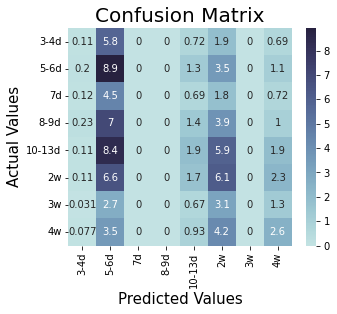 Confusion Matrix
Actual Values
3-4d 0.11 5.8 0 0 0.72 1.9 0 0.69
5-6d 0.2 8.9 0 0 1.3 3.5 0 1.1
7d 0.12 4.5 0 0 0.69 1.8 0 0.72
8-9d 0.23 7 0 0 1.4 3.9 0 1
10-13d 0.11 8.4 0 0 1.9 5.9 0 1.9
2w 0.11 6.6 0 0 1.7 6.1 0 2.3
3w 0.031 2.7 0 0 0.67 3.1 0 1.3
4w 0.077 3.5 0 0 0.93 4.2 0 2.6
3-4d 5-6d 7d 8-9d 10-13d 2w 3w 4w
Predicted Values
8
7
6
5
4
3
2
1
0